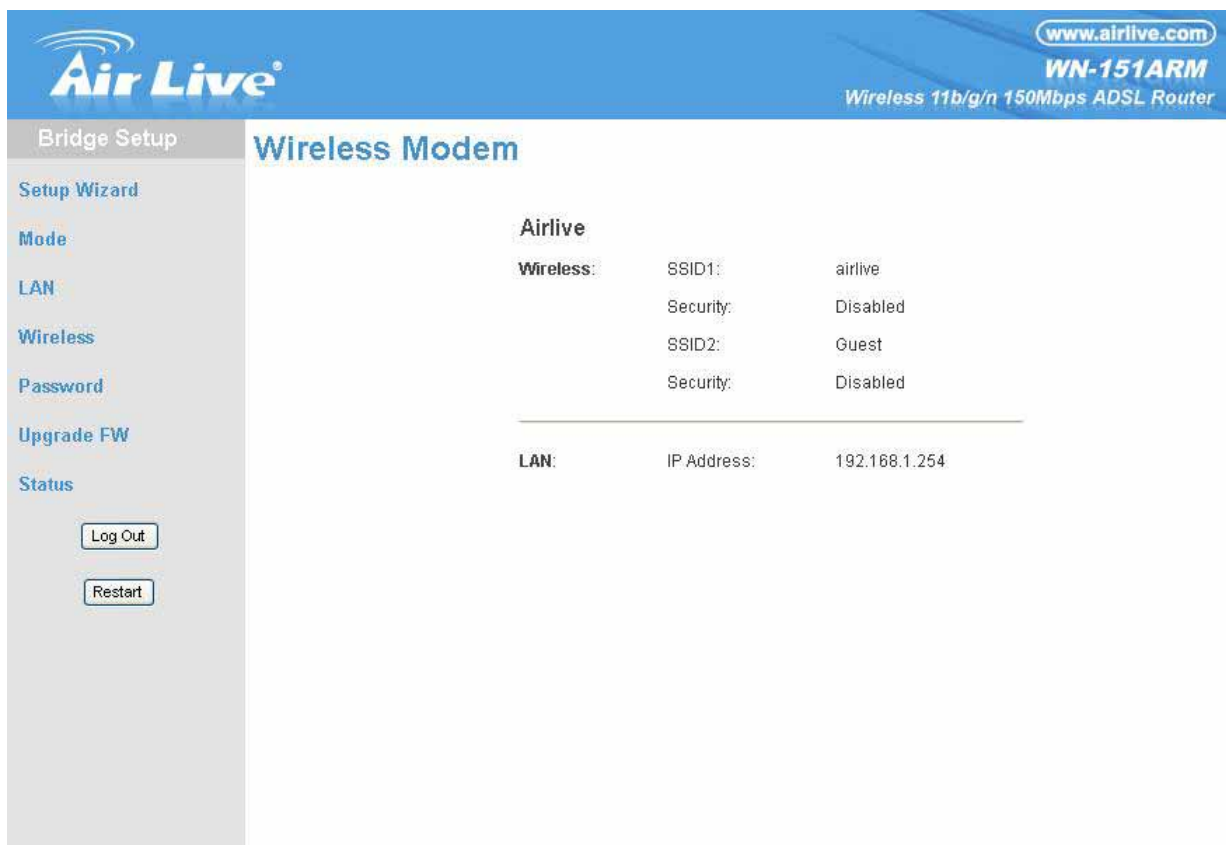 Air Live®
www.airlive.com
WN-151ARM
Wireless 11b/g/n 150Mbps ADSL Router
Bridge Setup
Setup Wizard
Mode
LAN
Wireless
Password
Upgrade FW
Status
Log Out
Restart
Wireless Modem
Airlive
Wireless: SSID1: airlive
Security: Disabled
SSID2: Guest
Security: Disabled
LAN: IP Address: 192.168.1.254